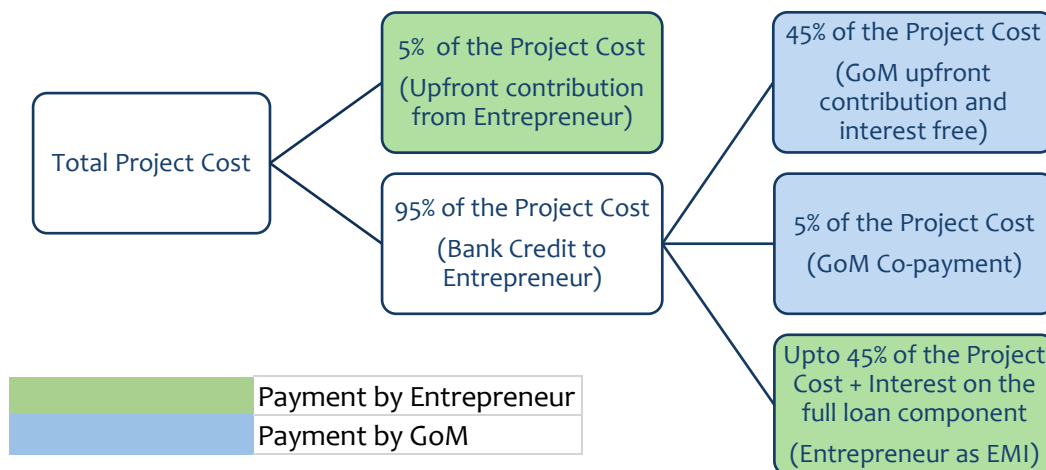 Total Project Cost
5% of the Project Cost
(Upfront contribution
from Entrepreneur)
95% of the Project Cost
(Bank Credit to
Entrepreneur)
45% of the Project Cost
(GoM upfront
contribution and
interest free)
5% of the Project Cost
(GoM Co-payment)
Upto 45% of the Project
Cost + Interest on the
full loan component
(Entrepreneur as EMI)
Payment by Entrepreneur
Payment by GoM